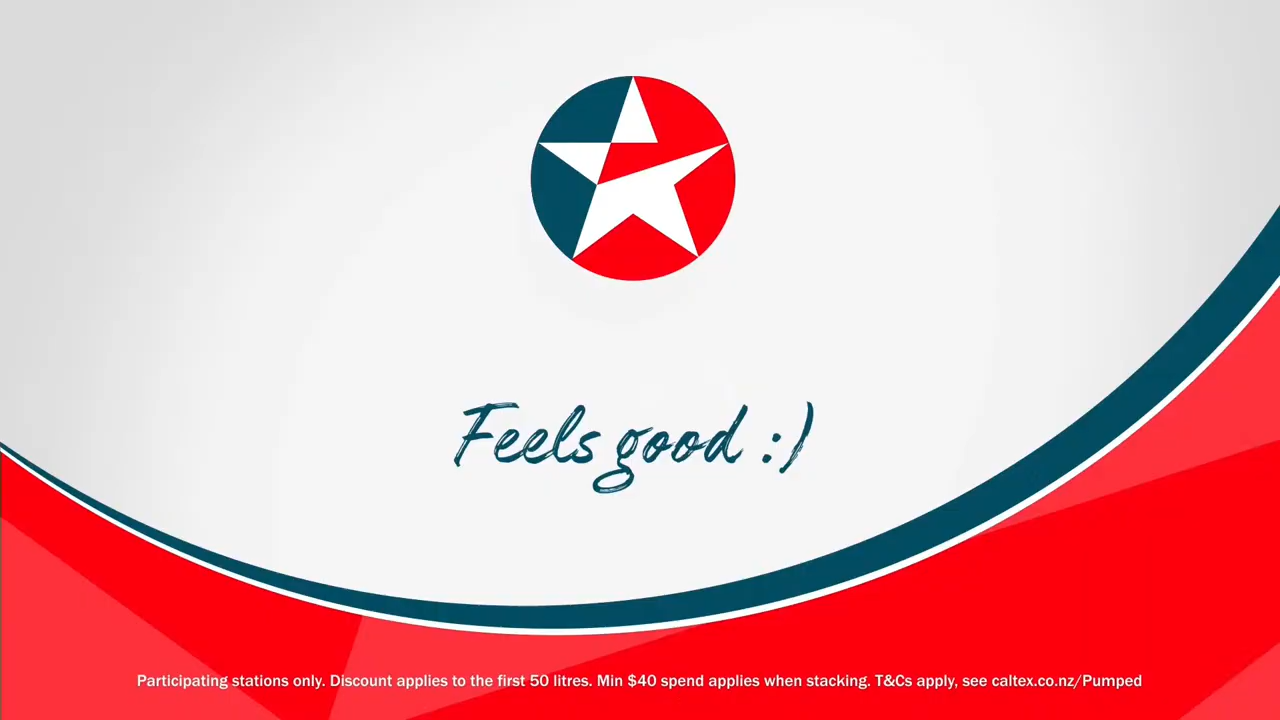 Feels good :)
Participating stations only. Discount applies to the first 50 litres. Min $40 spend applies when stacking. T&Cs apply, see caltex.co.nz/Pumped